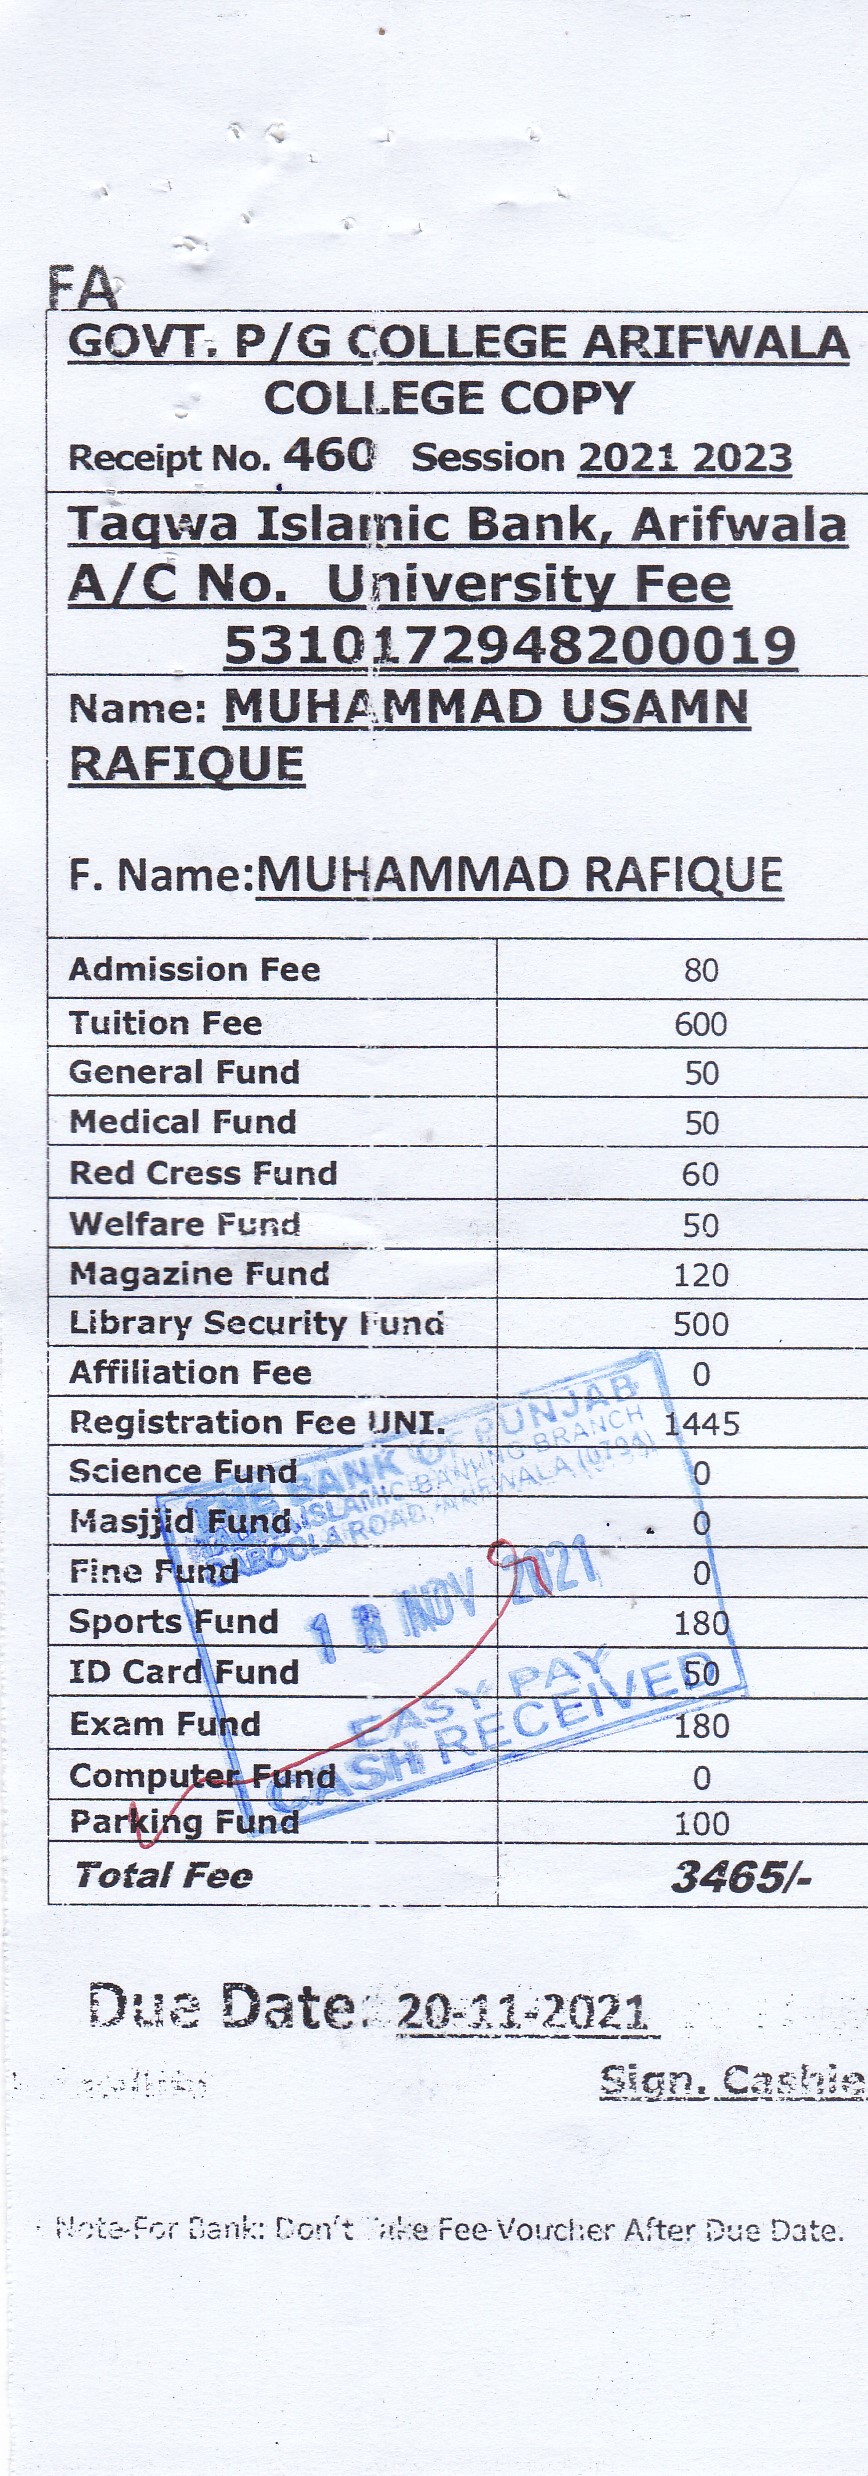 FA
GOVT. P/G COLLEGE ARIFWALA
COLLEGE COPY
Receipt No. 460 Session 2021 2023
Taqwa Islamic Bank, Arifwala
A/C No. University Fee
5310172948200019
Name: MUHAMMAD USAMN
RAFIQUE
F. Name:MUHAMMAD RAFIQUE
Admission Fee 80
Tuition Fee 600
General Fund 50
Medical Fund 50
Red Cress Fund 60
Welfare Fund 50
Magazine Fund 120
Library Security Fund 500
Affiliation Fee 0
Registration Fee UNI. 1445
Science Fund 0
Masjjid Fund 0
Fine Fund 0
Sports Fund 180
ID Card Fund 50
Exam Fund 180
Computer Fund 0
Parking Fund 100
Total Fee 3465/-
THE BANK OF PUNJAB
ISLAMIC BANKING BRANCH
QABOOLA ROAD, ARIFWALA
18 NOV 2021
EASY PAY
CASH RECEIVED
Due Date: 20-11-2021
Sign. Cashie
Note-For Bank: Don't Take Fee Voucher After Due Date.